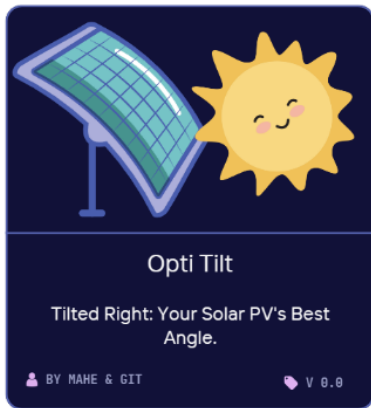 Opti Tilt
Tilted Right: Your Solar PV's Best
Angle.
BY MAHE & GIT
V 0.0